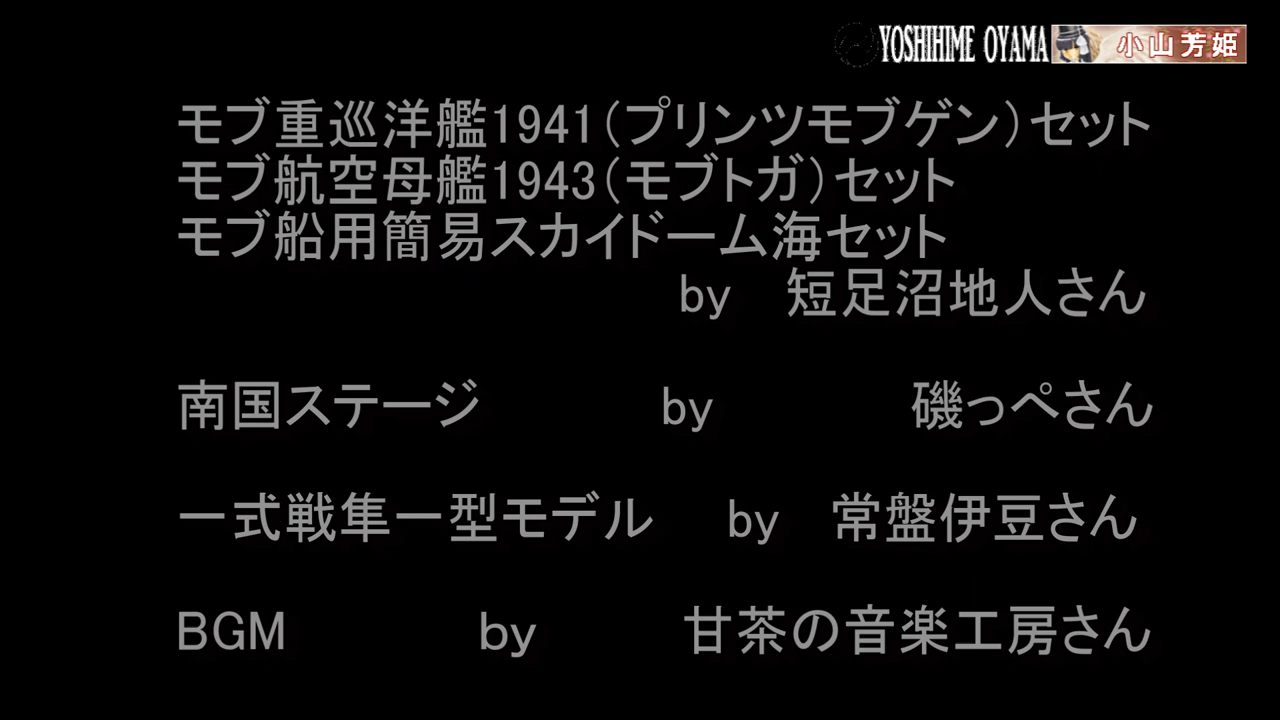 YOSHIHIME OYAMA 小山芳姫
モブ重巡洋艦1941(プリンツモブゲン)セット
モブ航空母艦1943(モブトガ)セット
モブ船用簡易スカイドーム海セット
by 短足沼地人さん
南国ステージ by 磯っぺさん
一式戦隼一型モデル by 常盤伊豆さん
BGM by 甘茶の音楽工房さん